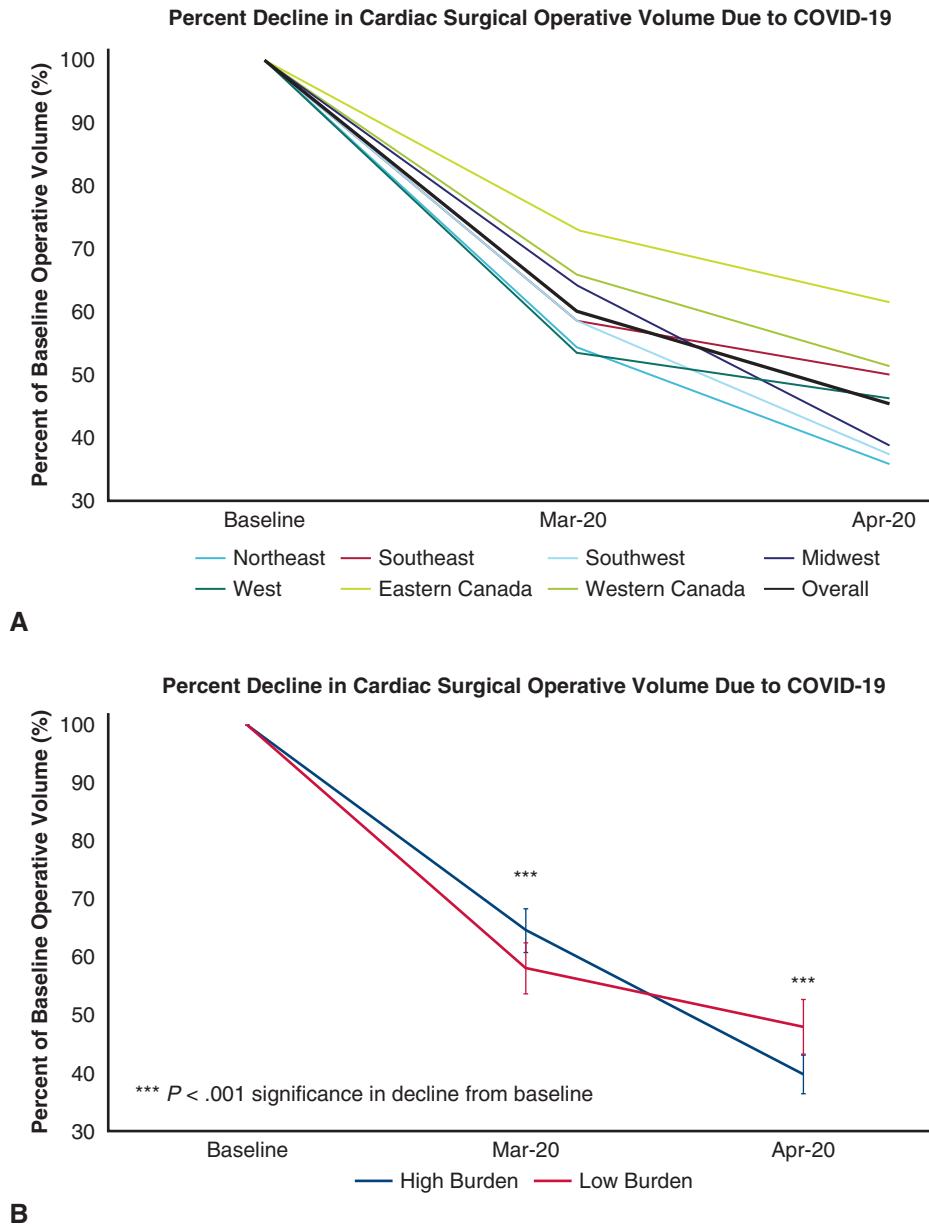 Percent Decline in Cardiac Surgical Operative Volume Due to COVID-19
Percent of Baseline Operative Volume (%)
100
90
80
70
60
50
40
30
Baseline Mar-20 Apr-20
Northeast Southeast Southwest Midwest
West Eastern Canada Western Canada Overall
A
Percent Decline in Cardiac Surgical Operative Volume Due to COVID-19
Percent of Baseline Operative Volume (%)
100
90
80
70
60
50
40
30
***
***
*** P < .001 significance in decline from baseline
Baseline Mar-20 Apr-20
High Burden Low Burden
B